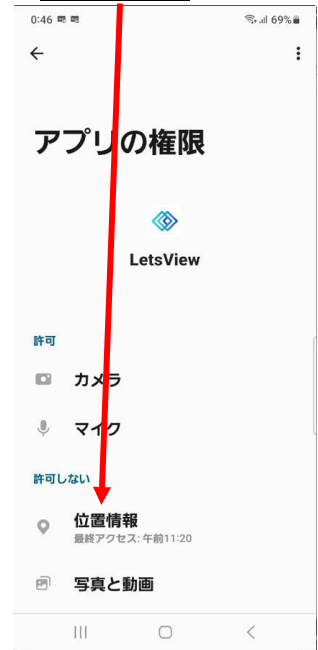 0:46
69%
アプリの権限
LetsView
許可
カメラ
マイク
許可しない
位置情報
最終アクセス: 午前11:20
写真と動画